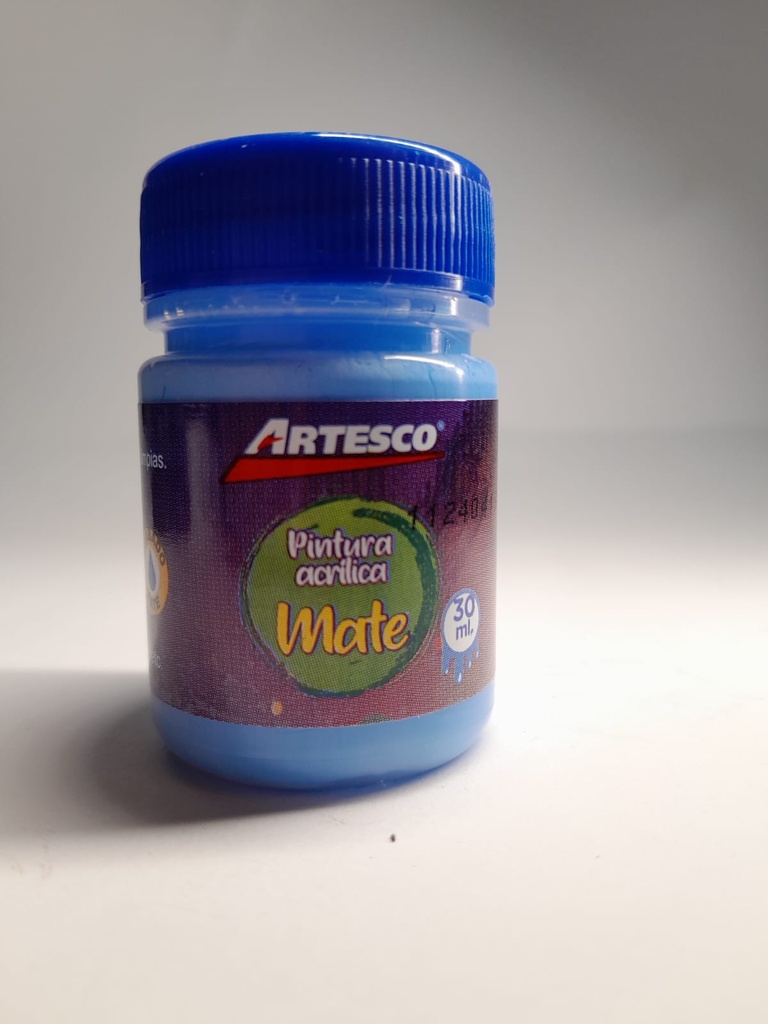 ARTESCO
Pintura
acrílica
Mate
30
ml.